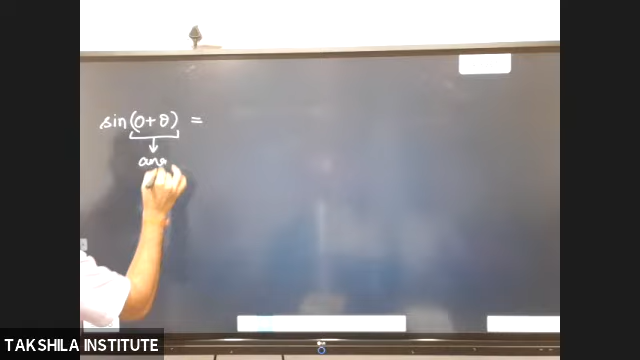 sin(0+θ) =
ang
TAKSHILA INSTITUTE